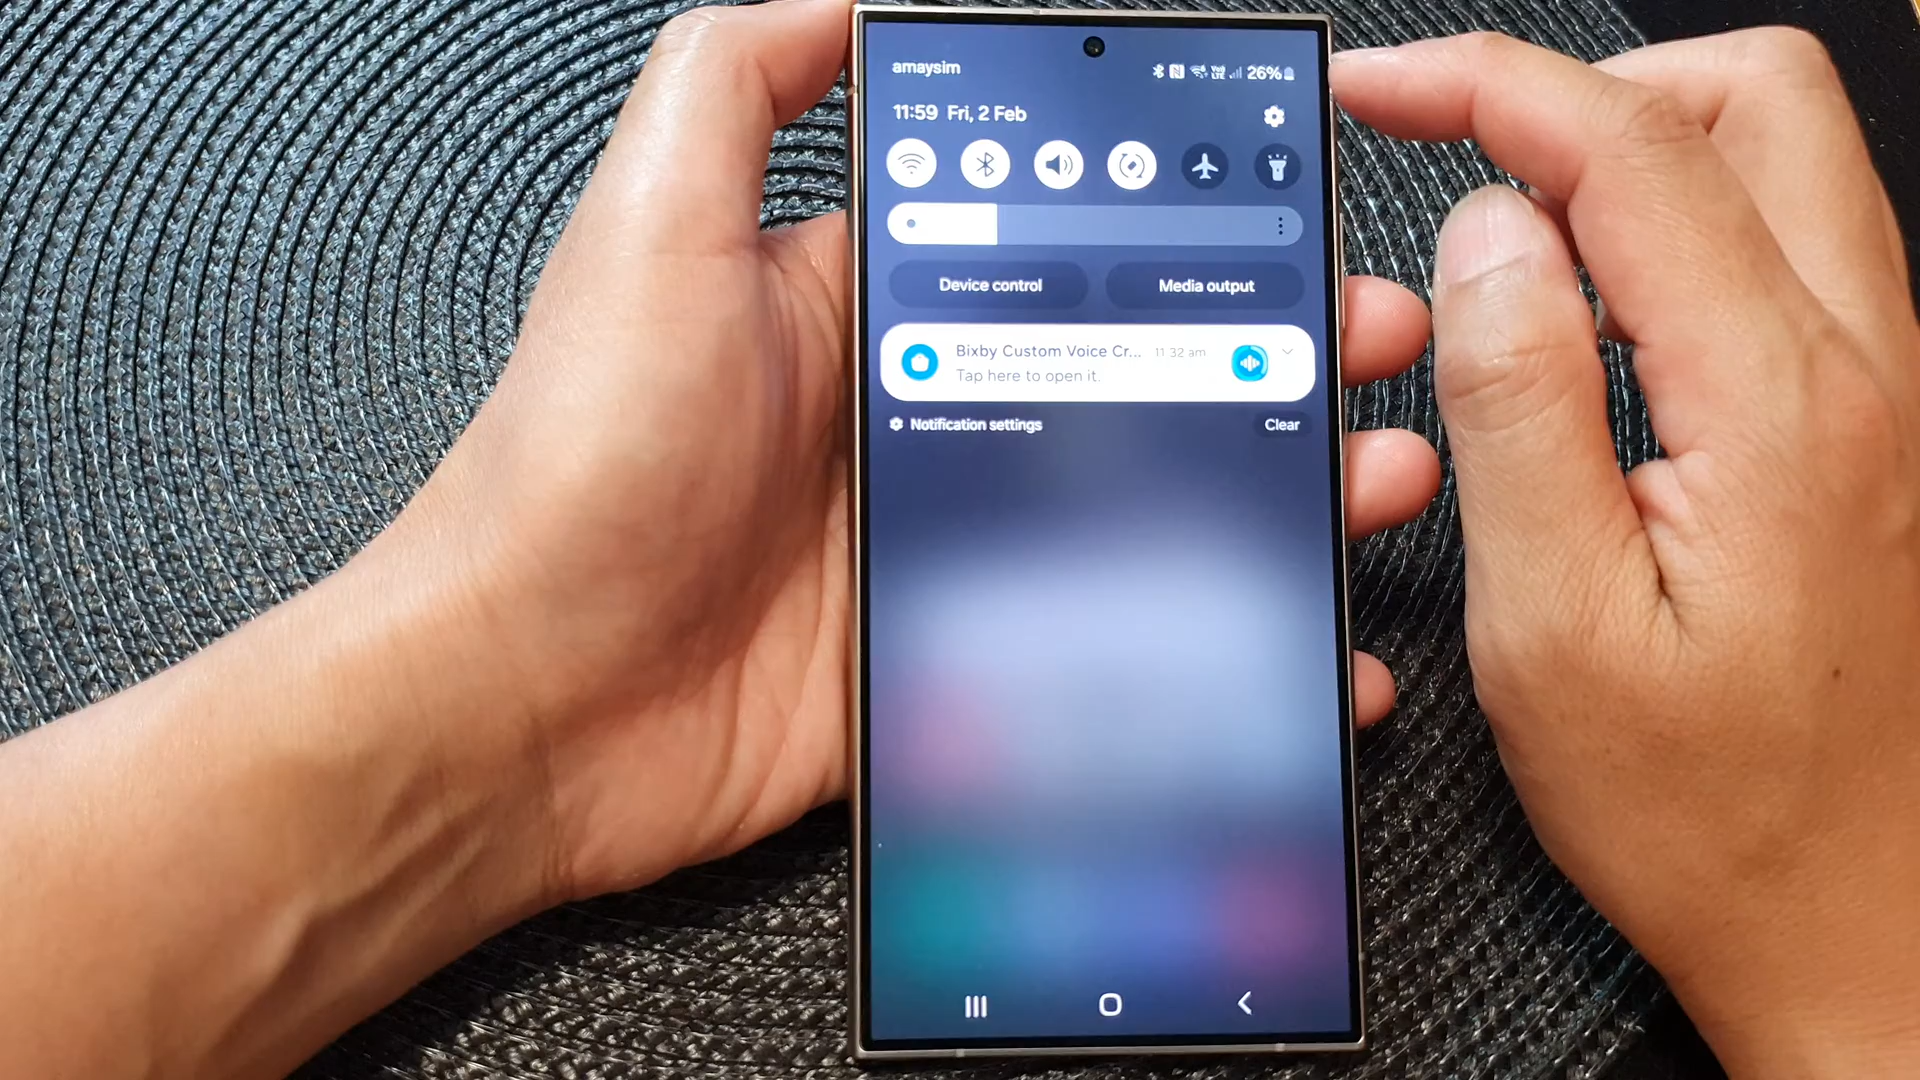 amaysim
26%
11:59 Fri, 2 Feb
Device control
Media output
Bixby Custom Voice Cr... 11:32 am
Tap here to open it.
Notification settings
Clear